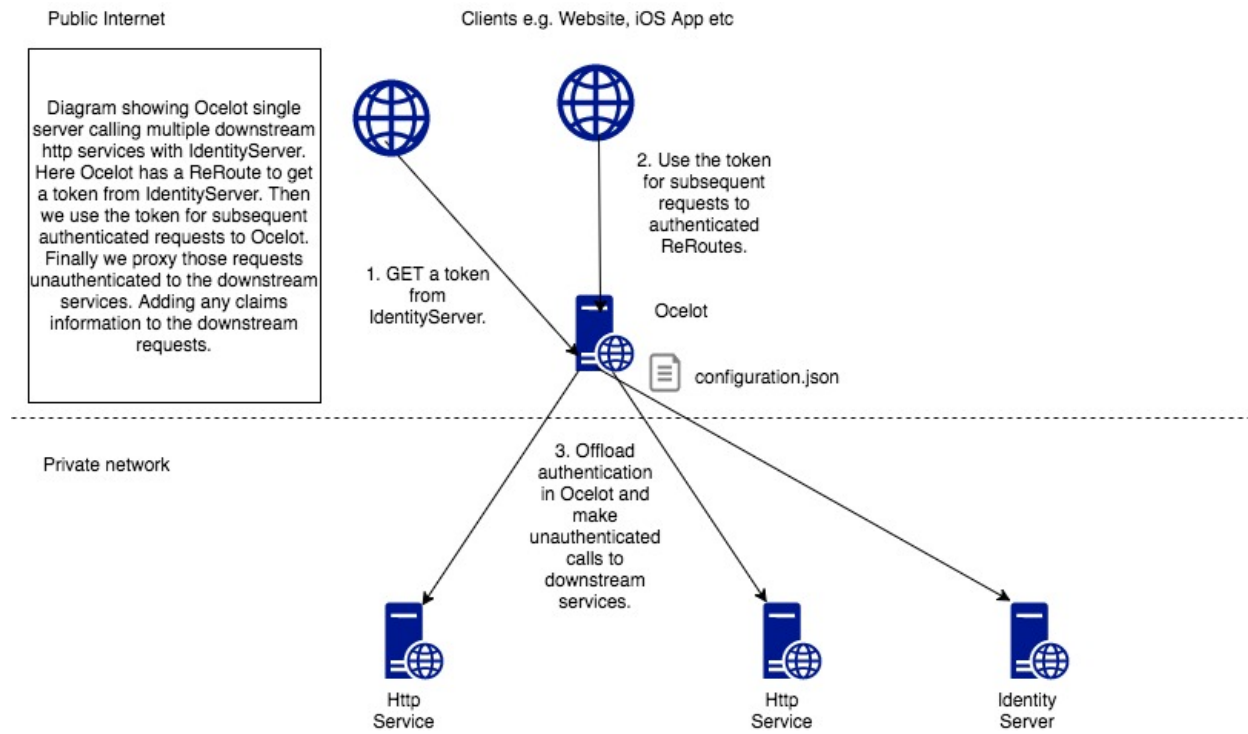 Public Internet
Clients e.g. Website, iOS App etc
Diagram showing Ocelot single
server calling multiple downstream
http services with IdentityServer.
Here Ocelot has a ReRoute to get
a token from IdentityServer. Then
we use the token for subsequent
authenticated requests to Ocelot.
Finally we proxy those requests
unauthenticated to the downstream
services. Adding any claims
information to the downstream
requests.
2. Use the token
for subsequent
requests to
authenticated
ReRoutes.
1. GET a token
from
IdentityServer.
Ocelot
configuration.json
Private network
3. Offload
authentication
in Ocelot and
make
unauthenticated
calls to
downstream
services.
Http
Service
Http
Service
Identity
Server